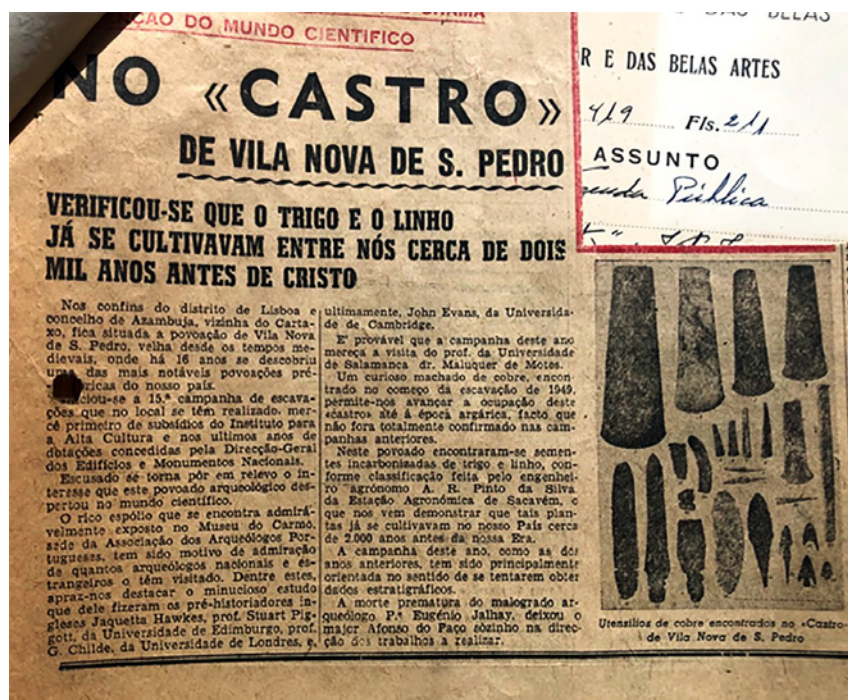 ENÇÃO DO MUNDO CIENTIFICO
NO «CASTRO»
DE VILA NOVA DE S. PEDRO
VERIFICOU-SE QUE O TRIGO E O LINHO
JÁ SE CULTIVAVAM ENTRE NÓS CERCA DE DOIS
MIL ANOS ANTES DE CRISTO
Nos confins do distrito de Lisboa e
concelho de Azambuja, vizinha do Carta-
xo, fica situada a povoação de Vila Nova
de S. Pedro, velha desde os tempos me-
dievais, onde há 16 anos se descobriu
uma das mais notáveis povoações pré-
óricas do nosso país.
iciou-se a 15.ª campanha de escava-
ções que no local se têm realizado, mer-
cê primeiro de subsídios do Instituto para
a Alta Cultura e nos ultimos anos de
dotações concedidas pela Direcção-Geral
dos Edifícios e Monumentos Nacionais.
Escusado se torna pôr em relevo o in-
teresse que este povoado arqueológico des-
pertou no mundo científico.
O rico espólio que se encontra admirá-
velmente exposto no Museu do Carmo,
sede da Associação dos Arqueólogos Por-
tugueses, tem sido motivo de admiração
de quantos arqueólogos nacionais e es-
trangeiros o têm visitado. Dentre estes,
apraz-nos destacar o minucioso estudo
que dele fizeram os pré-historiadores in-
gleses Jaquetta Hawkes, prof. Stuart Pig-
gott, da Universidade de Edimburgo, prof.
G. Childe, da Universidade de Londres, e,
ultimamente, John Evans, da Universida-
de de Cambridge.
E' provável que a campanha deste ano
mereça a visita do prof. da Universidade
de Salamanca dr. Maluquer de Motes.
Um curioso machado de cobre, encon-
trado no começo da escavação de 1949,
permite-nos avançar a ocupação deste
«castro» até á época argárica, facto que
não fora totalmente confirmado nas cam-
panhas anteriores.
Neste povoado encontraram-se semen-
tes incarbonizadas de trigo e linho, con-
forme classificação feita pelo engenhei-
ro agrónomo A. R. Pinto da Silva,
da Estação Agronómica de Sacavém, o
que nos vem demonstrar que tais plan-
tas já se cultivavam no nosso País cerca
de 2.000 anos antes da nossa Era.
A campanha deste ano, como as dos
anos anteriores, tem sido principalmente
orientada no sentido de se tentarem obter
dados estratigráficos.
A morte prematura do malogrado ar-
queólogo P.ª Eugénio Jalhay, deixou o
major Afonso do Paço sòzinho na direc-
ção dos trabalhos a realizar.
DAS BELAS
R E DAS BELAS ARTES
4/9 Fls. 2/1
ASSUNTO
Pública
Utensílios de cobre encontrados no «Castro»
de Vila Nova de S. Pedro